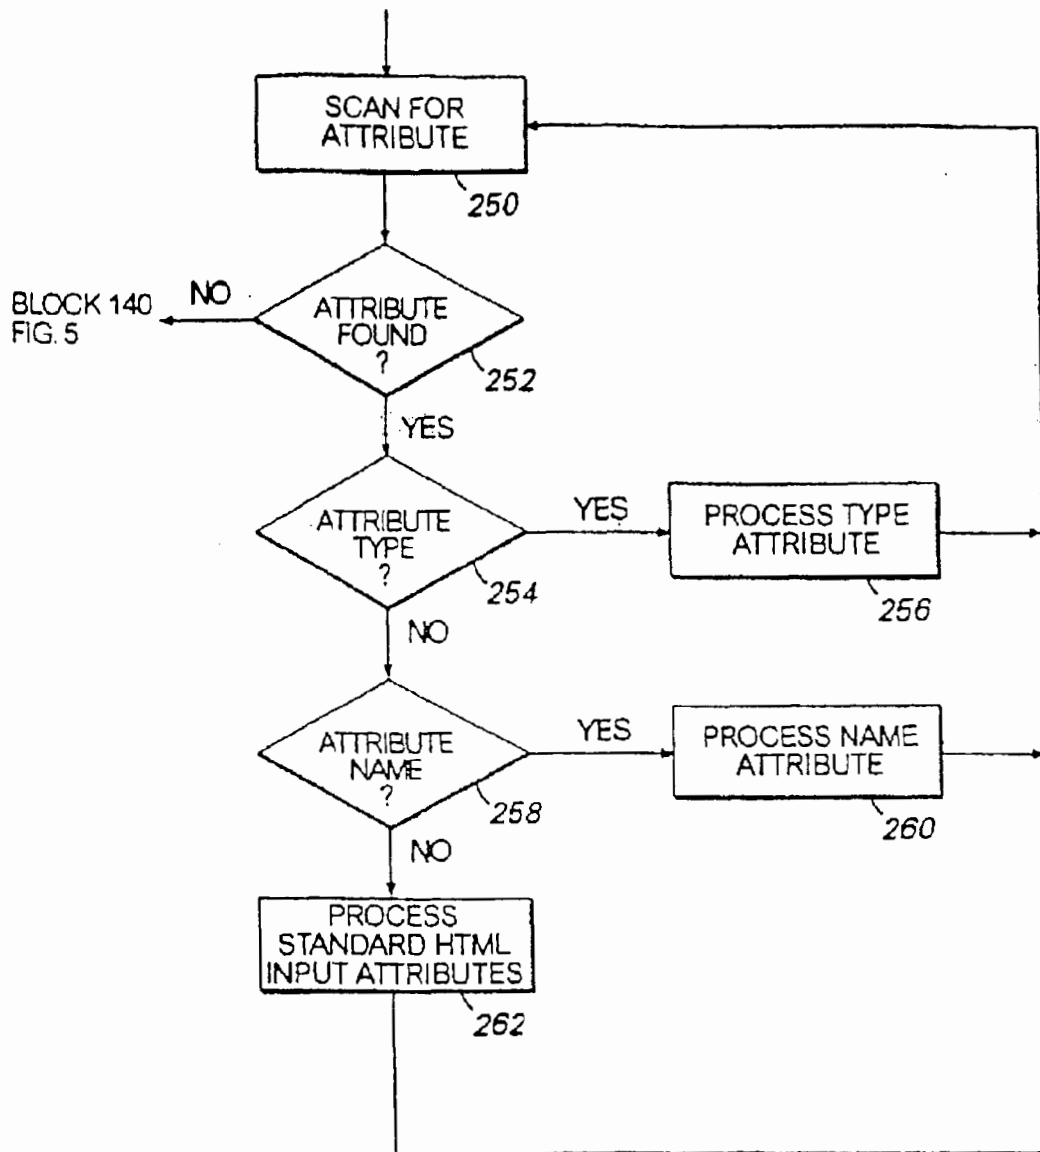 SCAN FOR
ATTRIBUTE
250
BLOCK 140
FIG. 5
NO
ATTRIBUTE
FOUND
?
252
YES
ATTRIBUTE
TYPE
?
254
YES
PROCESS TYPE
ATTRIBUTE
256
NO
ATTRIBUTE
NAME
?
258
YES
PROCESS NAME
ATTRIBUTE
260
NO
PROCESS
STANDARD HTML
INPUT ATTRIBUTES
262